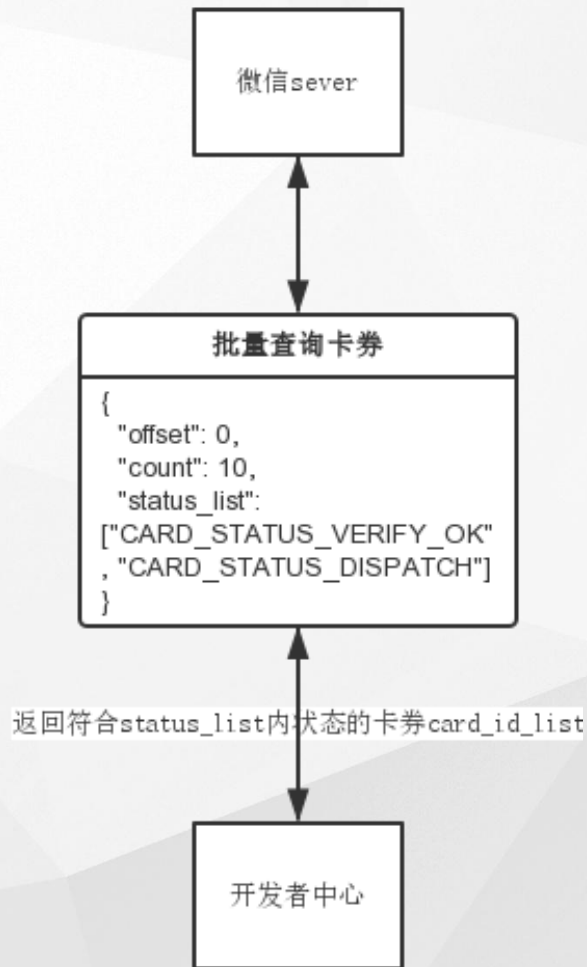 微信sever
批量查询卡券
{
"offset": 0,
"count": 10,
"status_list":
["CARD_STATUS_VERIFY_OK"
, "CARD_STATUS_DISPATCH"]
}
返回符合status_list内状态的卡券card_id_list
开发者中心